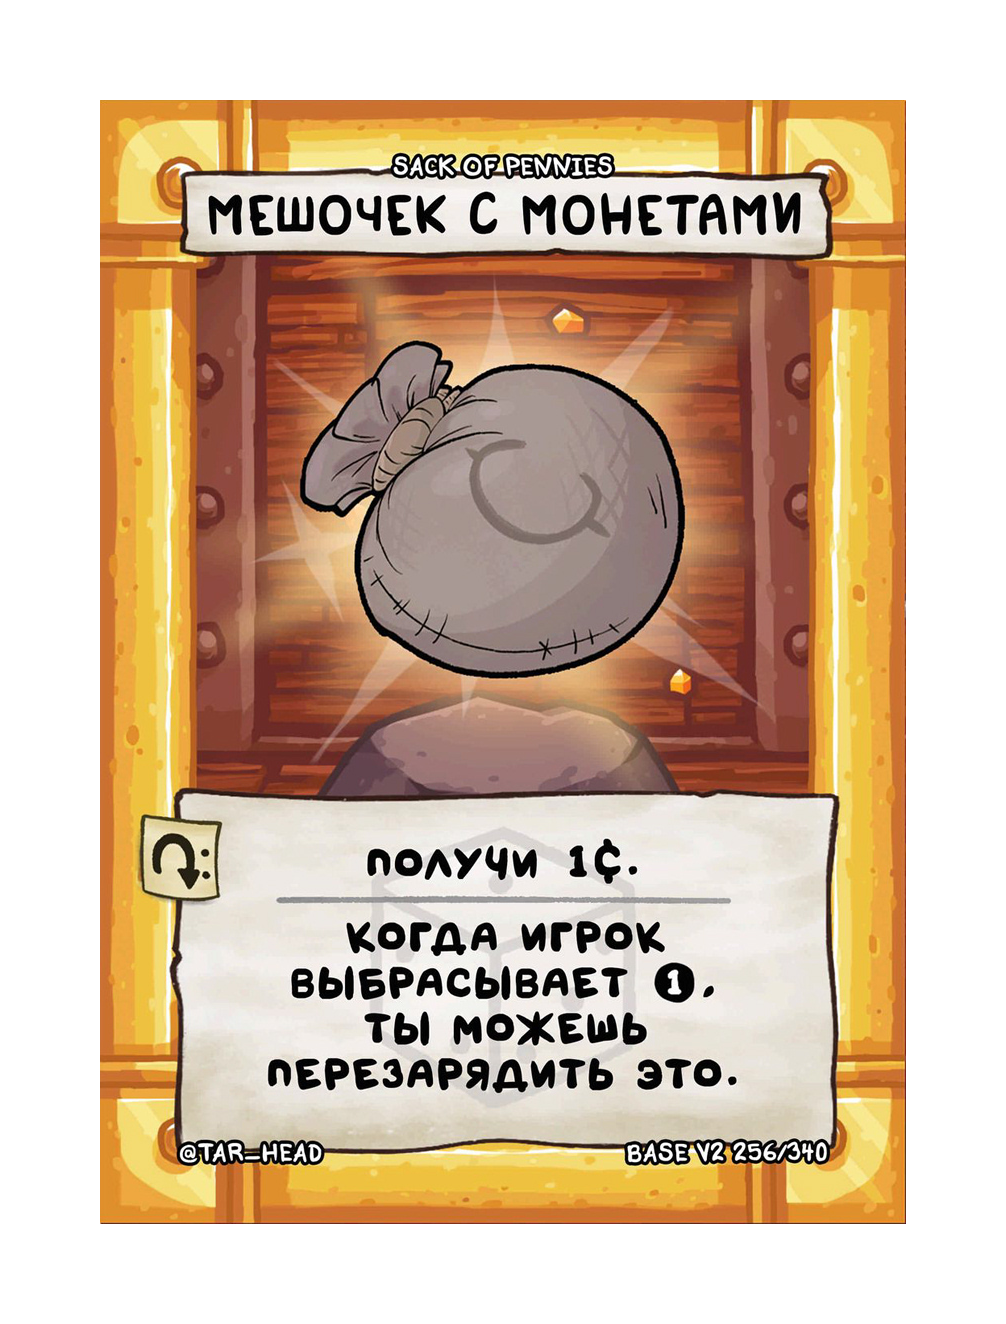 SACK OF PENNIES
МЕШОЧЕК С МОНЕТАМИ
ПОЛУЧИ 1¢.
КОГДА ИГРОК
ВЫБРАСЫВАЕТ 1,
ТЫ МОЖЕШЬ
ПЕРЕЗАРЯДИТЬ ЭТО.
@TAR_HEAD
BASE V2 256/340